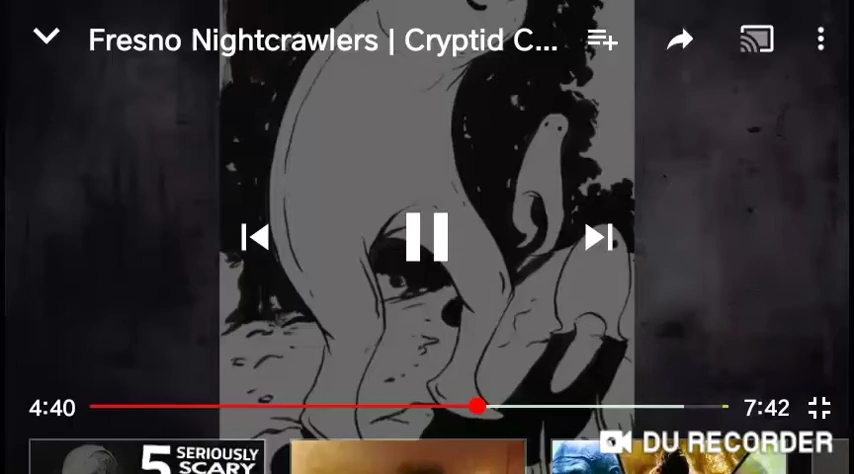 Fresno Nightcrawlers | Cryptid C...
4:40
7:42
5 SERIOUSLY
SCARY
DU RECORDER